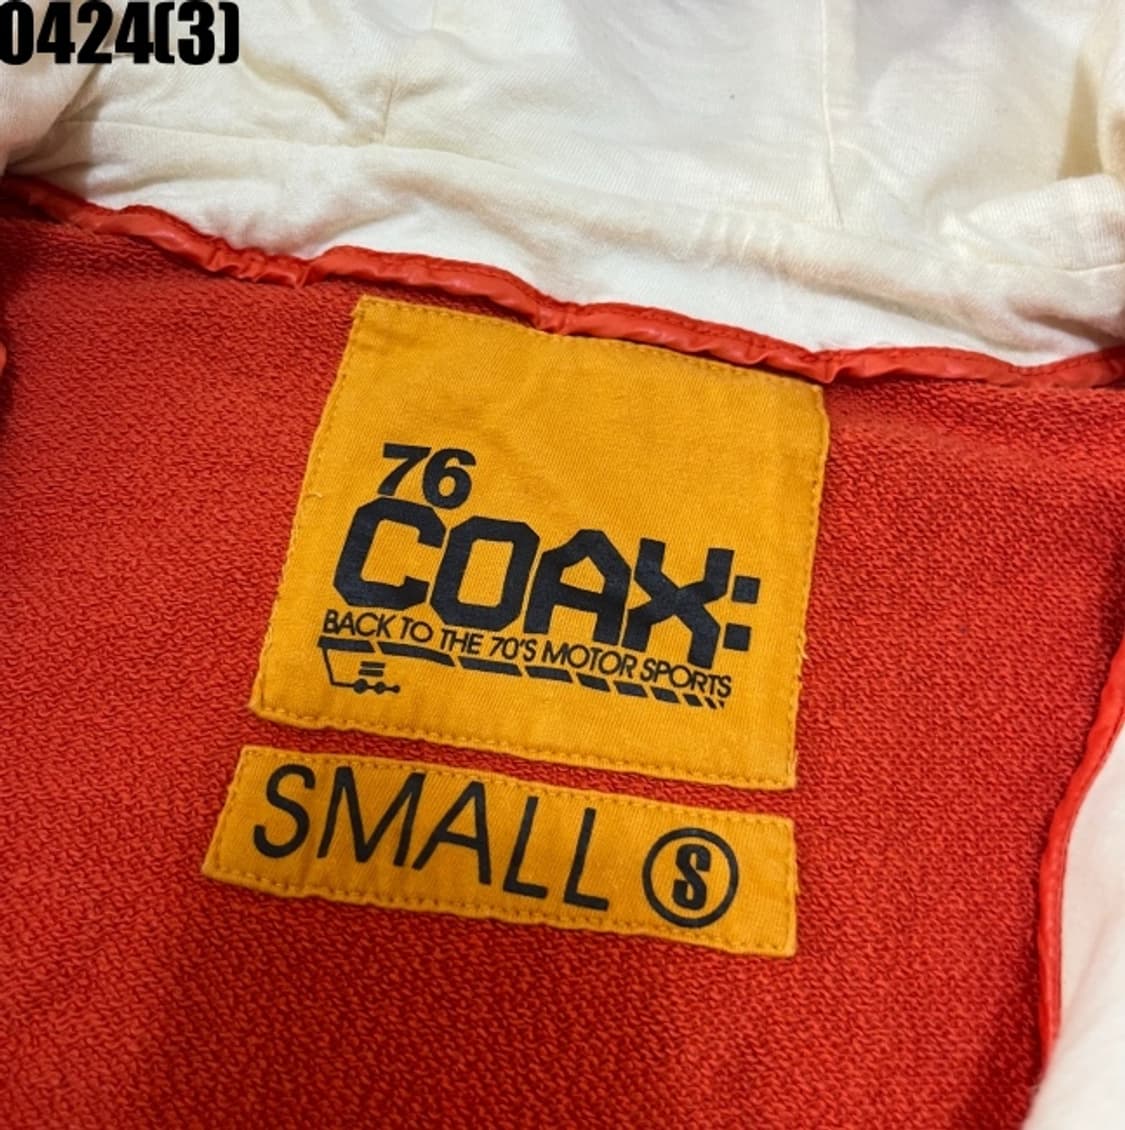 0424(3)
76
COAX:
BACK TO THE 70'S MOTOR SPORTS
SMALL S